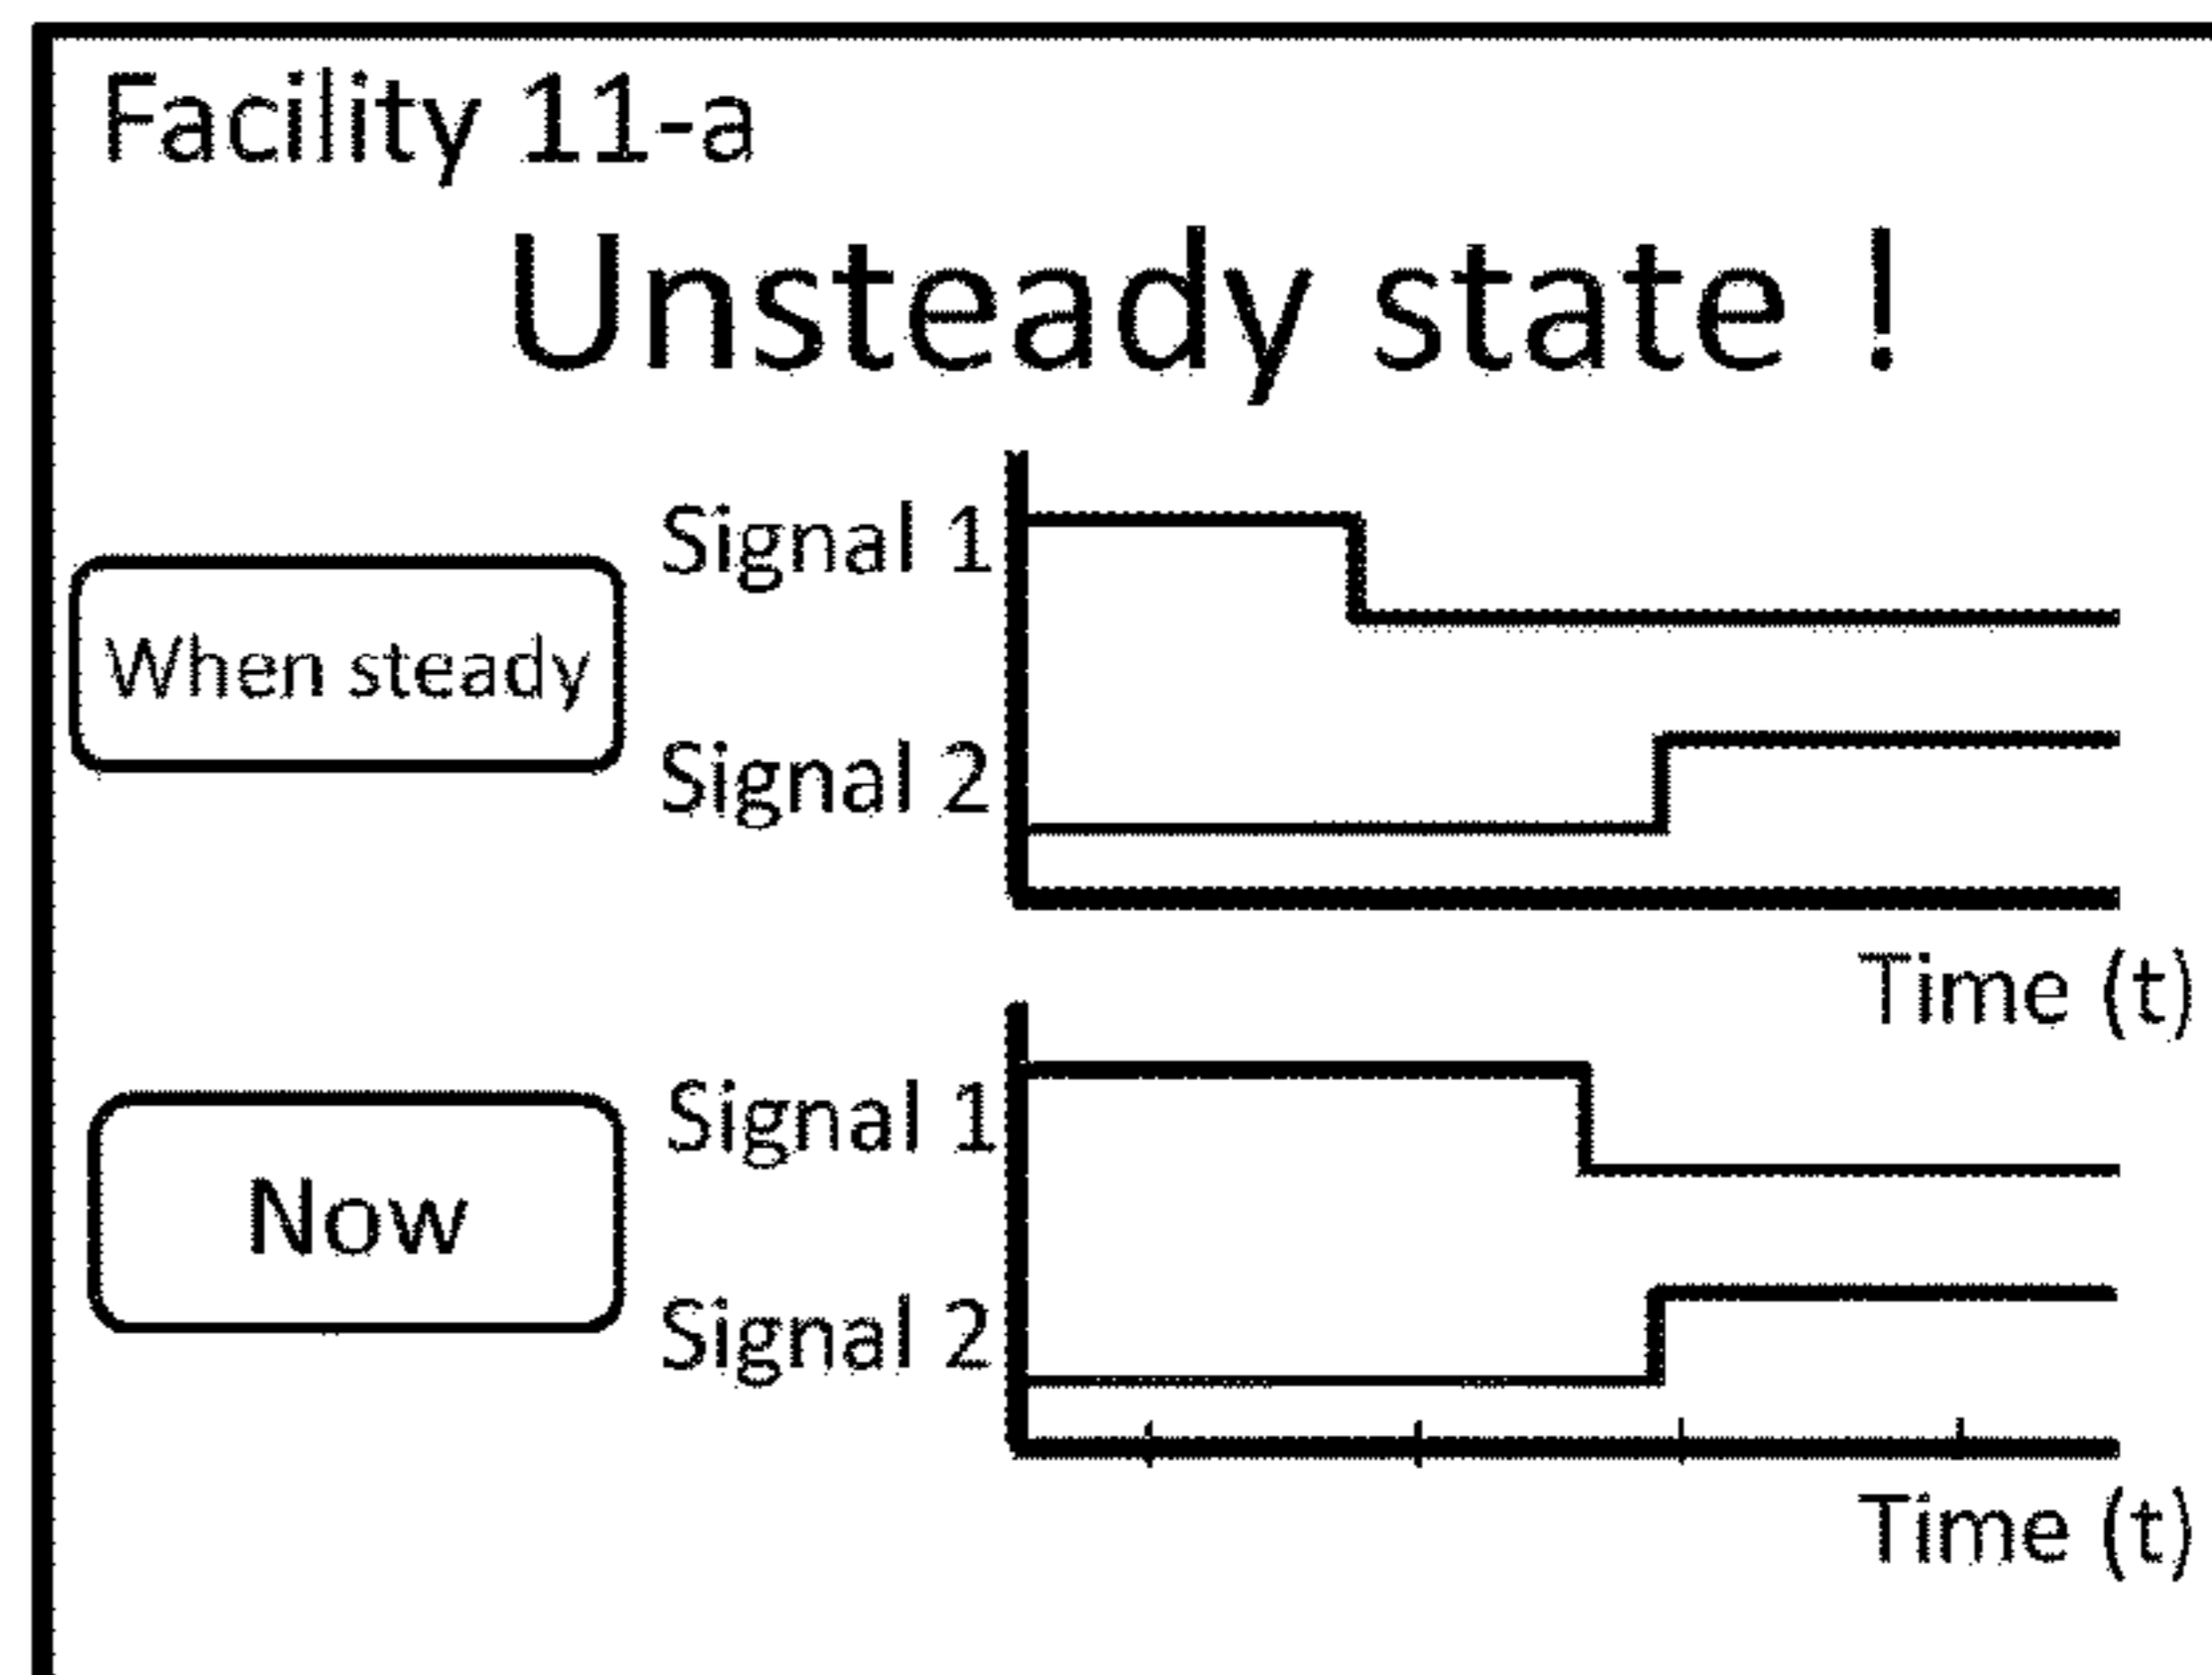 Facility 11-a
Unsteady state !
When steady
Signal 1
Signal 2
Time (t)
Now
Signal 1
Signal 2
Time (t)